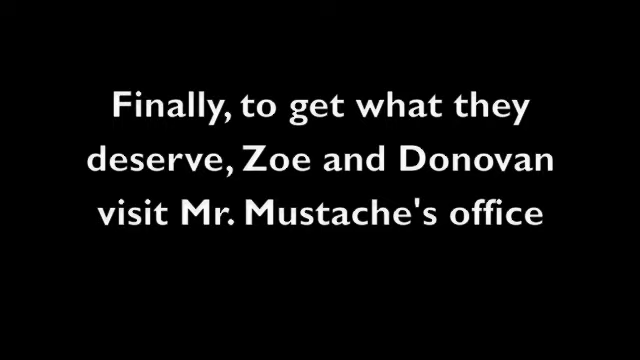 Finally, to get what they
deserve, Zoe and Donovan
visit Mr. Mustache's office